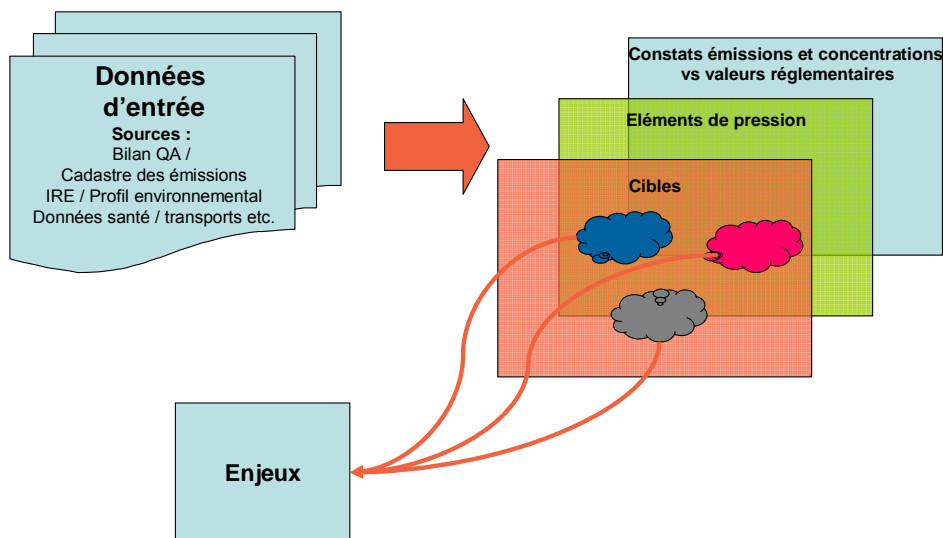 Données
d'entrée
Sources :
Bilan QA /
Cadastre des émissions
IRE / Profil environnemental
Données santé / transports etc.
Constats émissions et concentrations
vs valeurs réglementaires
Eléments de pression
Cibles
Enjeux